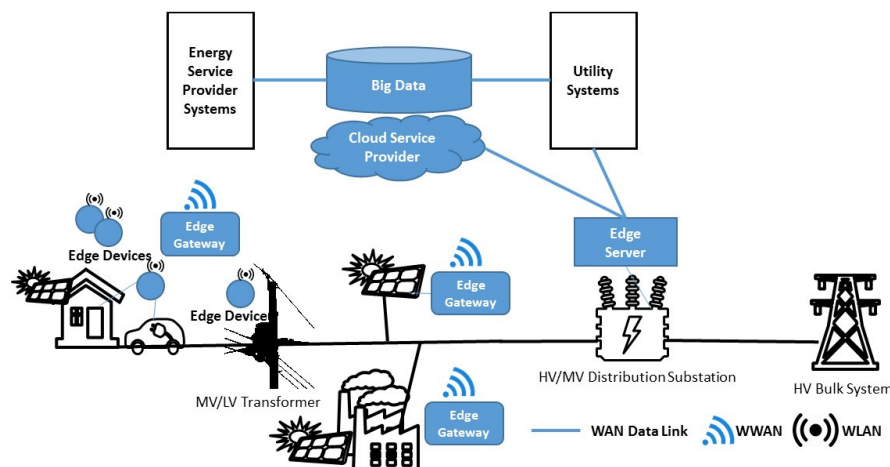 Energy
Service
Provider
Systems
Big Data
Utility
Systems
Cloud Service
Provider
Edge
Gateway
Edge Devices
Edge
Server
Edge
Gateway
Edge Device
HV/MV Distribution Substation
HV Bulk System
MV/LV Transformer
Edge
Gateway
WAN Data Link
WWAN
WLAN